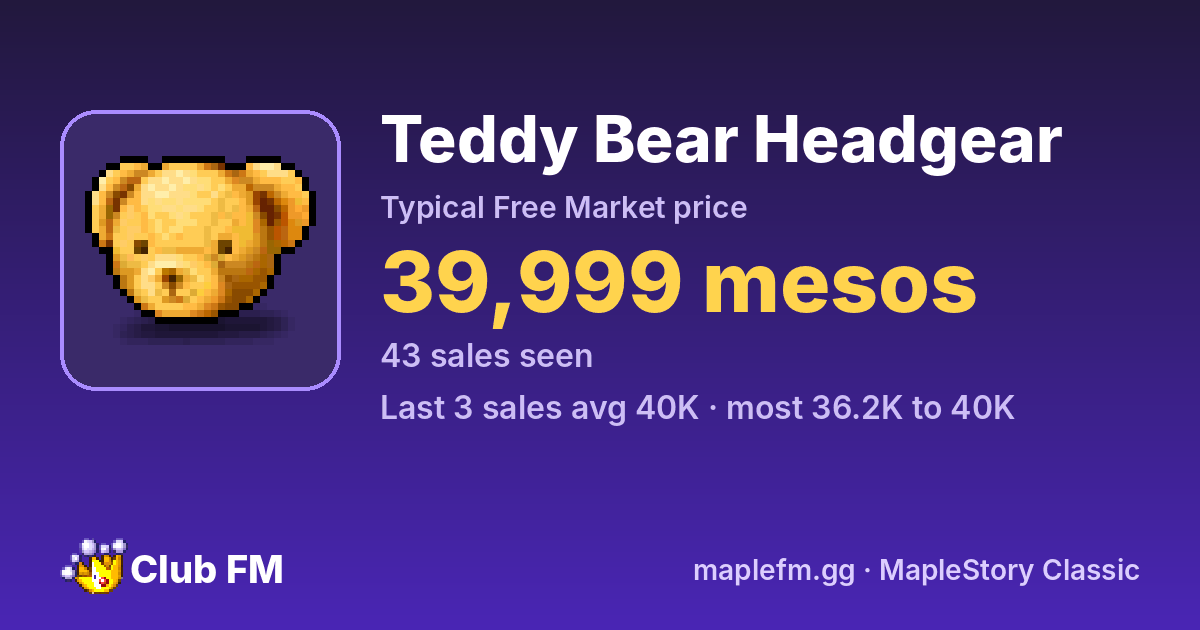 Teddy Bear Headgear
Typical Free Market price
39,999 mesos
43 sales seen
Last 3 sales avg 40K · most 36.2K to 40K
Club FM
maplefm.gg · MapleStory Classic